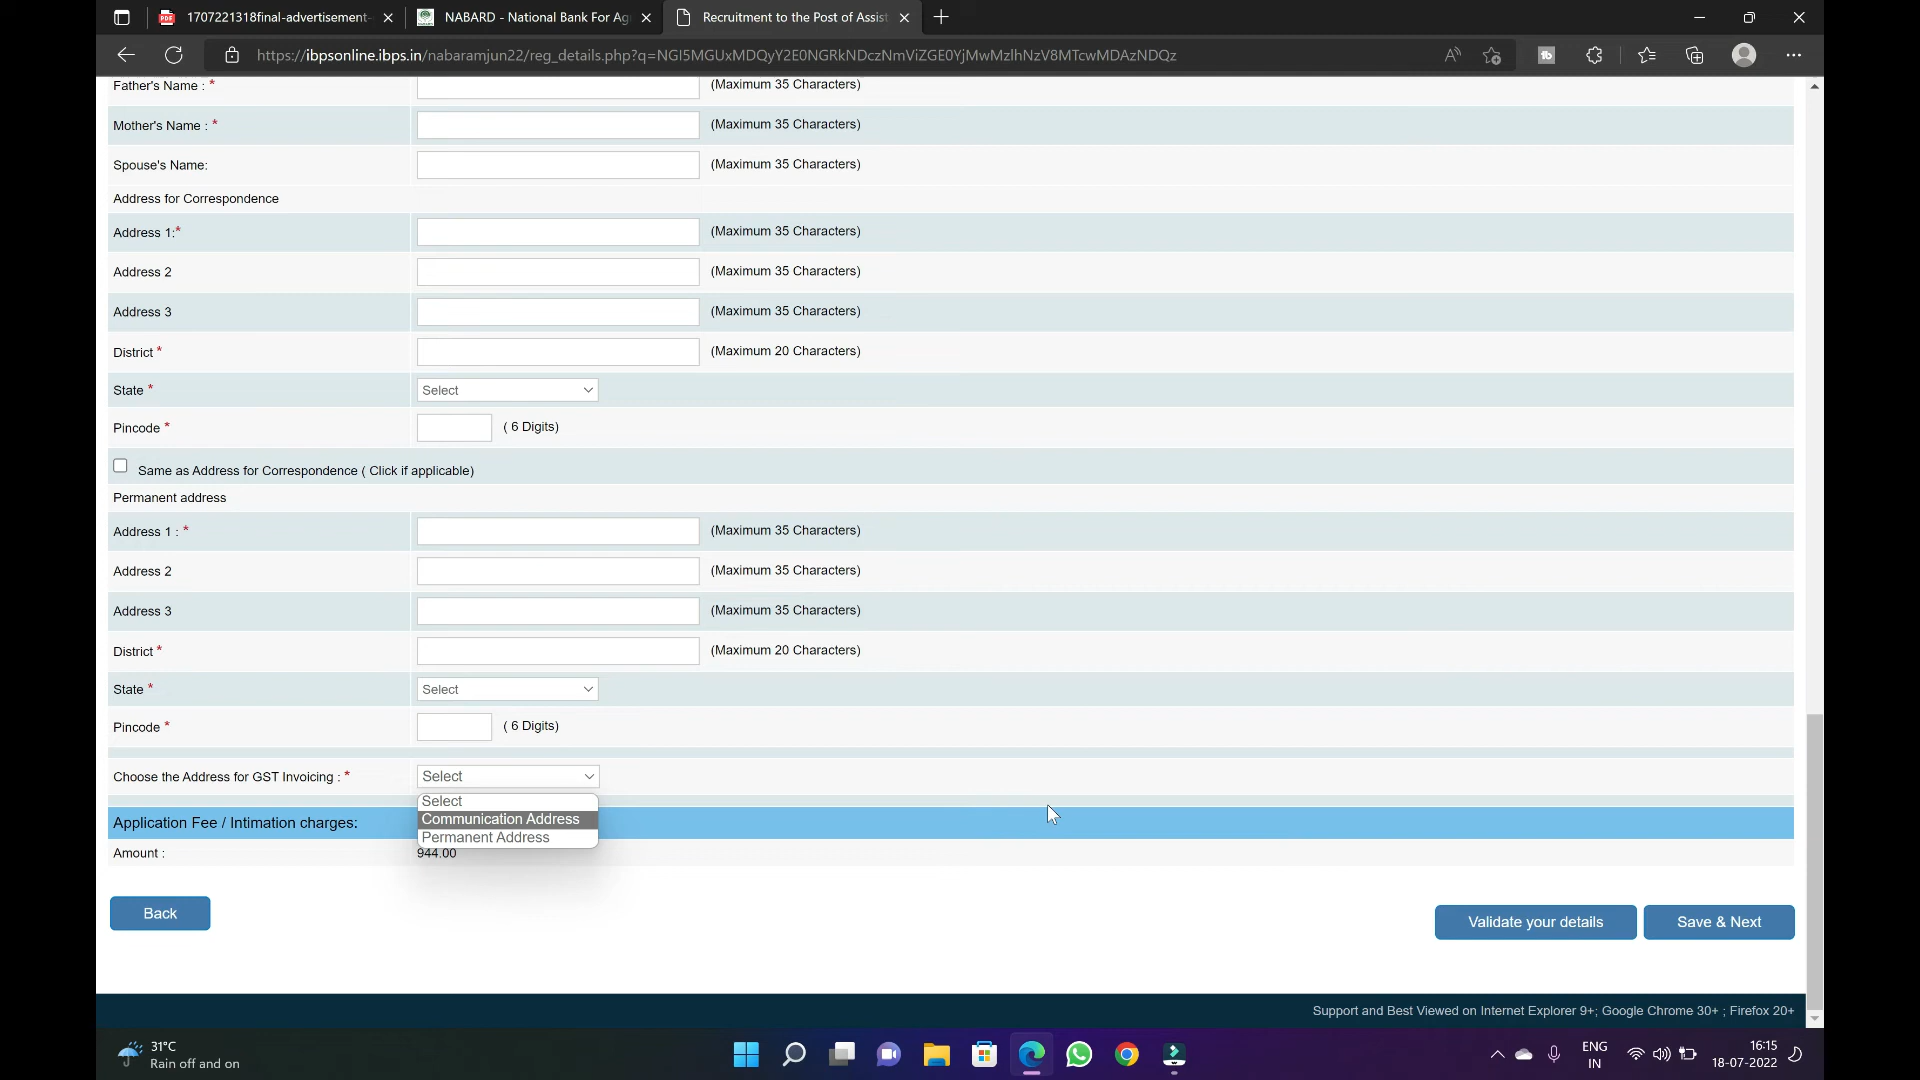 1707221318final-advertisement-
NABARD - National Bank For Ag
Recruitment to the Post of Assist
https://ibpsonline.ibps.in/nabaramjun22/reg_details.php?q=NGI5MGUxMDQyY2E0NGRkNDczNmViZGE0YjMwMzlhNzV8MTcwMDAzNDQz
Father's Name : * (Maximum 35 Characters)
Mother's Name : * (Maximum 35 Characters)
Spouse's Name: (Maximum 35 Characters)
Address for Correspondence
Address 1:* (Maximum 35 Characters)
Address 2 (Maximum 35 Characters)
Address 3 (Maximum 35 Characters)
District * (Maximum 20 Characters)
State * Select
Pincode * ( 6 Digits)
Same as Address for Correspondence ( Click if applicable)
Permanent address
Address 1 : * (Maximum 35 Characters)
Address 2 (Maximum 35 Characters)
Address 3 (Maximum 35 Characters)
District * (Maximum 20 Characters)
State * Select
Pincode * ( 6 Digits)
Choose the Address for GST Invoicing : * Select
Select
Communication Address
Permanent Address
Application Fee / Intimation charges:
Amount : 944.00
Back
Validate your details
Save & Next
Support and Best Viewed on Internet Explorer 9+; Google Chrome 30+ ; Firefox 20+
31°C
Rain off and on
ENG
IN
16:15
18-07-2022